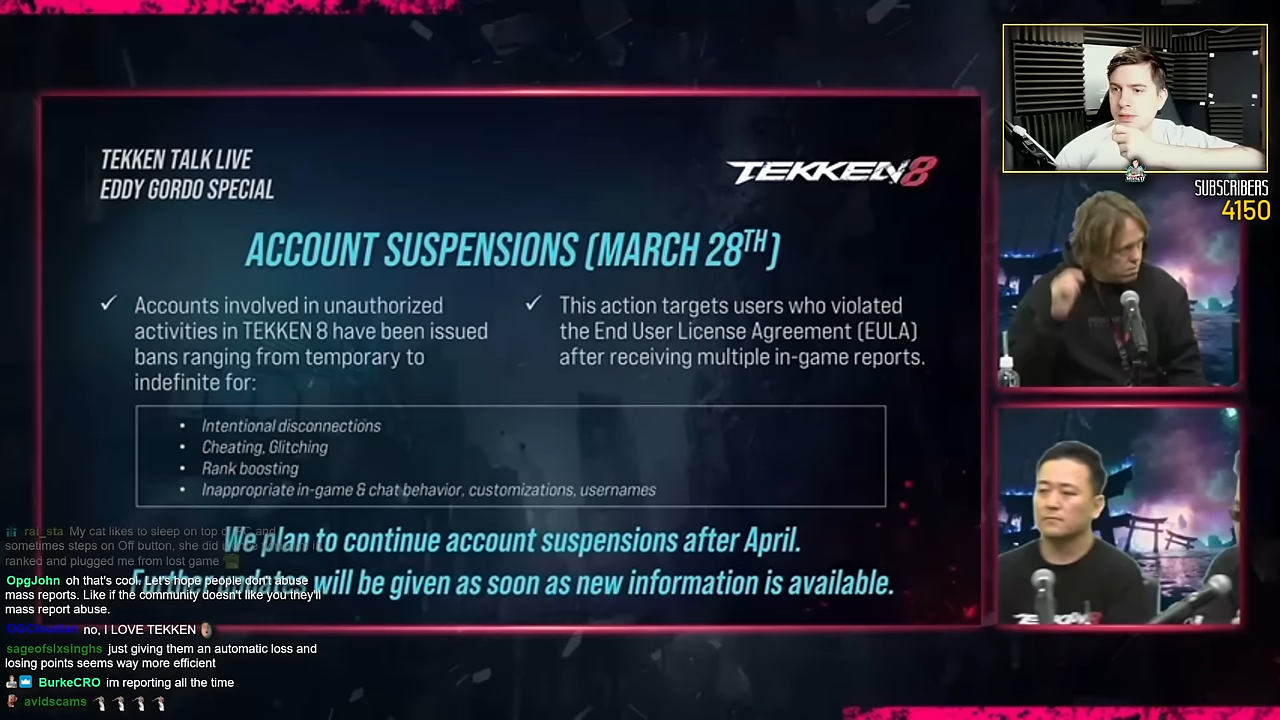 TEKKEN TALK LIVE
EDDY GORDO SPECIAL
TEKKEN 8
ACCOUNT SUSPENSIONS (MARCH 28TH)
✓ Accounts involved in unauthorized
activities in TEKKEN 8 have been issued
bans ranging from temporary to
indefinite for:
✓ This action targets users who violated
the End User License Agreement (EULA)
after receiving multiple in-game reports.
• Intentional disconnections
• Cheating, Glitching
• Rank boosting
• Inappropriate in-game & chat behavior, customizations, usernames
We plan to continue account suspensions after April.
will be given as soon as new information is available.
SUBSCRIBERS
4150
rai_sta My cat likes to sleep on top of PC and
sometimes steps on Off button, she did
ranked and plugged me from lost game
OpgJohn oh that's cool. Let's hope people don't abuse
mass reports. Like if the community doesn't like you they'll
mass report abuse.
no, I LOVE TEKKEN
sageofsixsinghs just giving them an automatic loss and
losing points seems way more efficient
BurkeCRO im reporting all the time
avidscams
TEKKEN 8